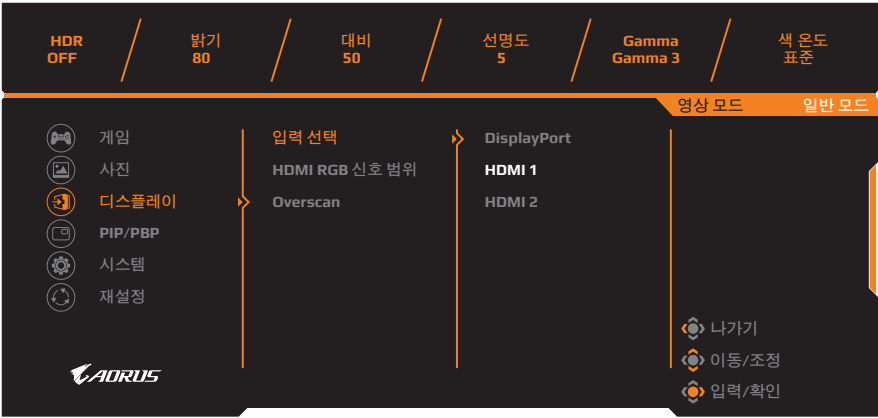 HDR 밝기 대비 선명도 Gamma 색 온도
OFF 80 50 5 Gamma 3 표준
영상 모드 일반 모드
게임 입력 선택 DisplayPort
사진 HDMI RGB 신호 범위 HDMI 1
디스플레이 Overscan HDMI 2
PIP/PBP
시스템
재설정
나가기
이동/조정
AORUS
입력/확인